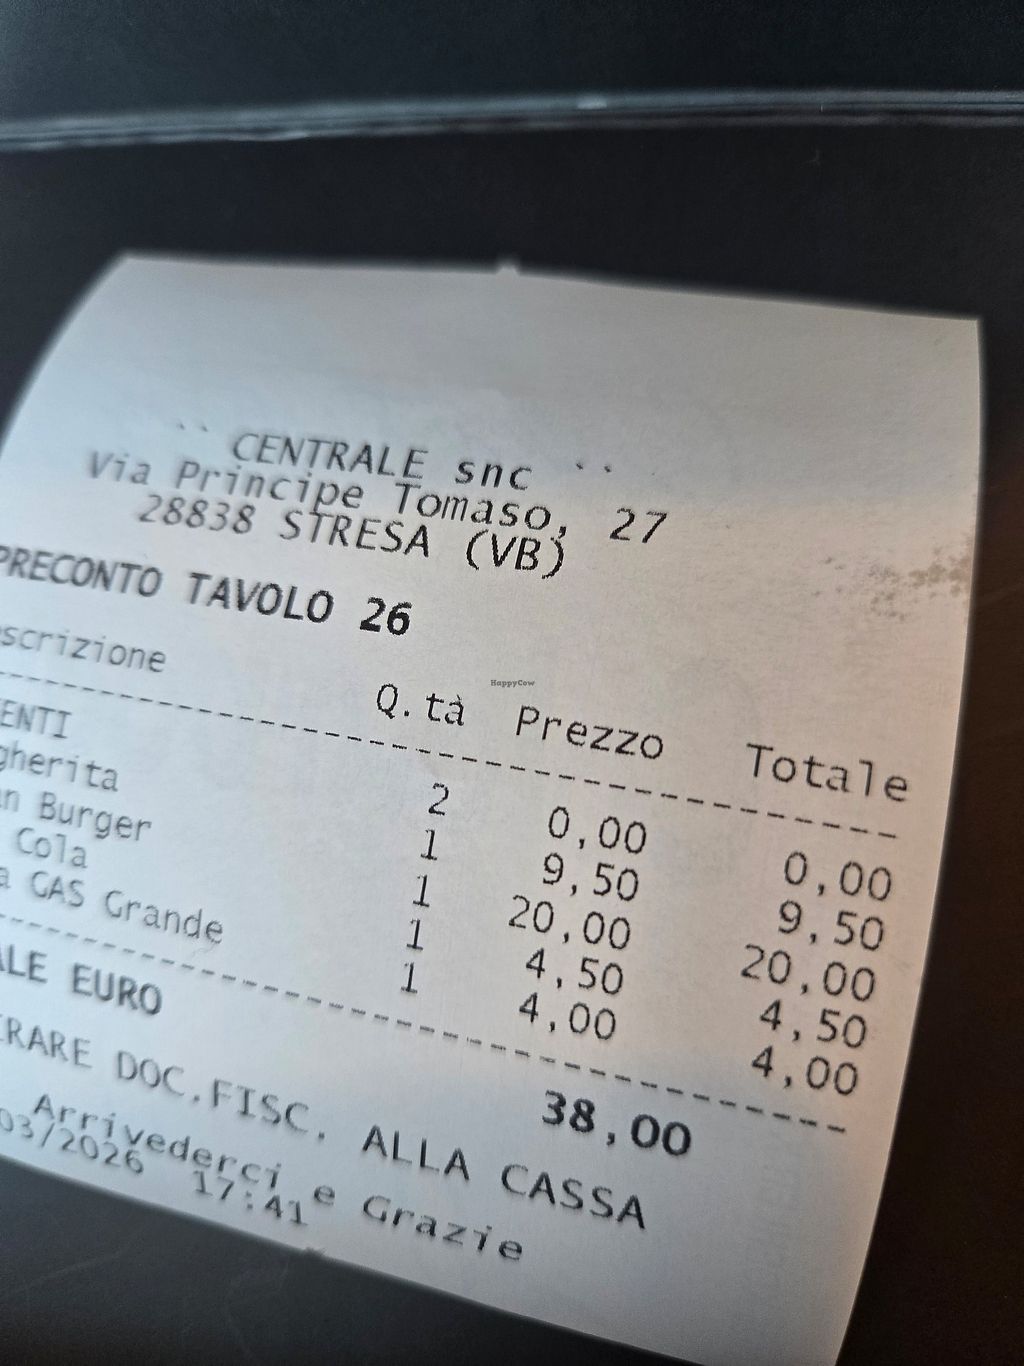 `` CENTRALE snc ``
Via Principe Tomaso, 27
28838 STRESA (VB)
PRECONTO TAVOLO 26
scrizione Q.tà Prezzo Totale
ENTI 2 0,00 0,00
gherita 1 9,50 9,50
n Burger 1 20,00 20,00
Cola 1 4,50 4,50
a GAS Grande 1 4,00 4,00
ALE EURO 38,00
RARE DOC.FISC. ALLA CASSA
Arrivederci e Grazie
03/2026 17:41
HappyCow